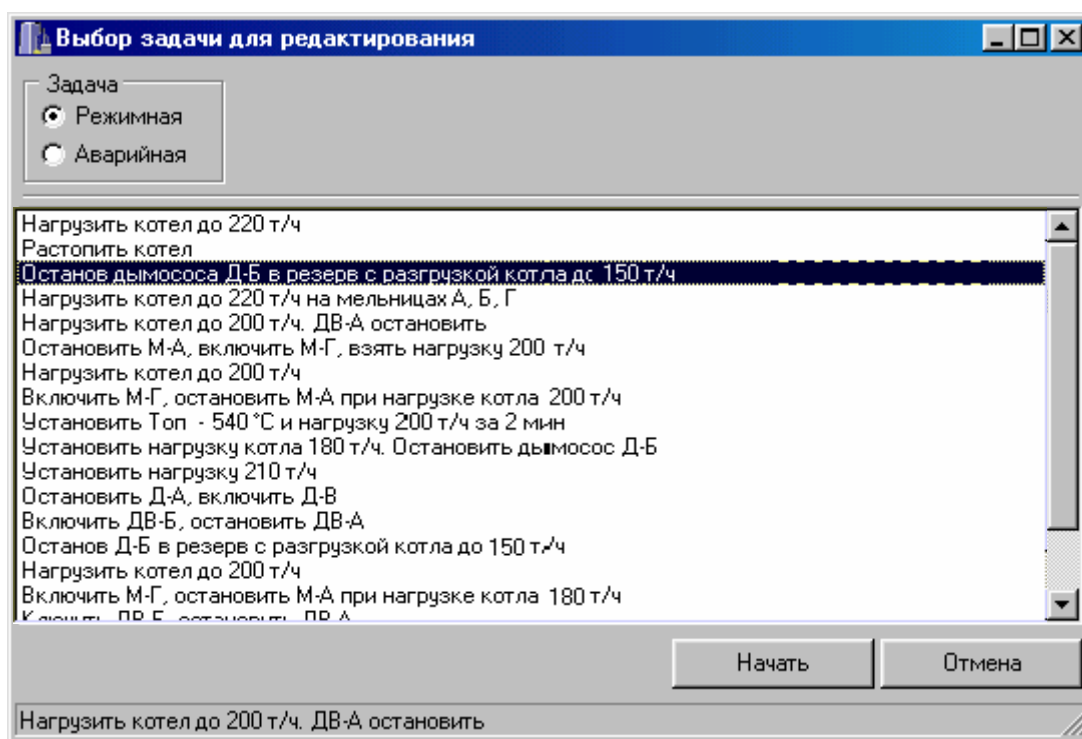 Выбор задачи для редактирования
Задача
Режимная
Аварийная
Нагрузить котел до 220 т/ч
Растопить котел
Останов дымососа Д-Б в резерв с разгрузкой котла до 150 т/ч
Нагрузить котел до 220 т/ч на мельницах А, Б, Г
Нагрузить котел до 200 т/ч. ДВ-А остановить
Остановить М-А, включить М-Г, взять нагрузку 200 т/ч
Нагрузить котел до 200 т/ч
Включить М-Г, остановить М-А при нагрузке котла 200 т/ч
Установить Топ - 540 °С и нагрузку 200 т/ч за 2 мин
Установить нагрузку котла 180 т/ч. Остановить дымосос Д-Б
Установить нагрузку 210 т/ч
Остановить Д-А, включить Д-В
Включить ДВ-Б, остановить ДВ-А
Останов Д-Б в резерв с разгрузкой котла до 150 т/ч
Нагрузить котел до 200 т/ч
Включить М-Г, остановить М-А при нагрузке котла 180 т/ч
ДВ-Б, остановить ДВ-А
Начать
Отмена
Нагрузить котел до 200 т/ч. ДВ-А остановить